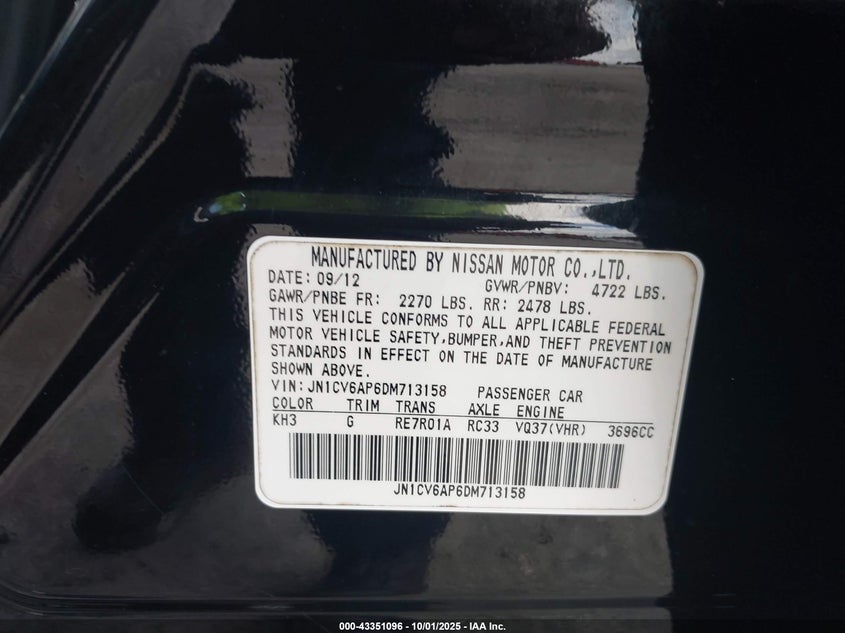 MANUFACTURED BY NISSAN MOTOR CO.,LTD.
DATE: 09/12 GVWR/PNBV: 4722 LBS.
GAWR/PNBE FR: 2270 LBS. RR: 2478 LBS.
THIS VEHICLE CONFORMS TO ALL APPLICABLE FEDERAL
MOTOR VEHICLE SAFETY,BUMPER,AND THEFT PREVENTION
STANDARDS IN EFFECT ON THE DATE OF MANUFACTURE
SHOWN ABOVE.
VIN:JN1CV6AP6DM713158 PASSENGER CAR
COLOR TRIM TRANS AXLE ENGINE
KH3 G RE7R01A RC33 VQ37(VHR) 3696CC
JN1CV6AP6DM713158
000-43351096 - 10/01/2025 - IAA Inc.